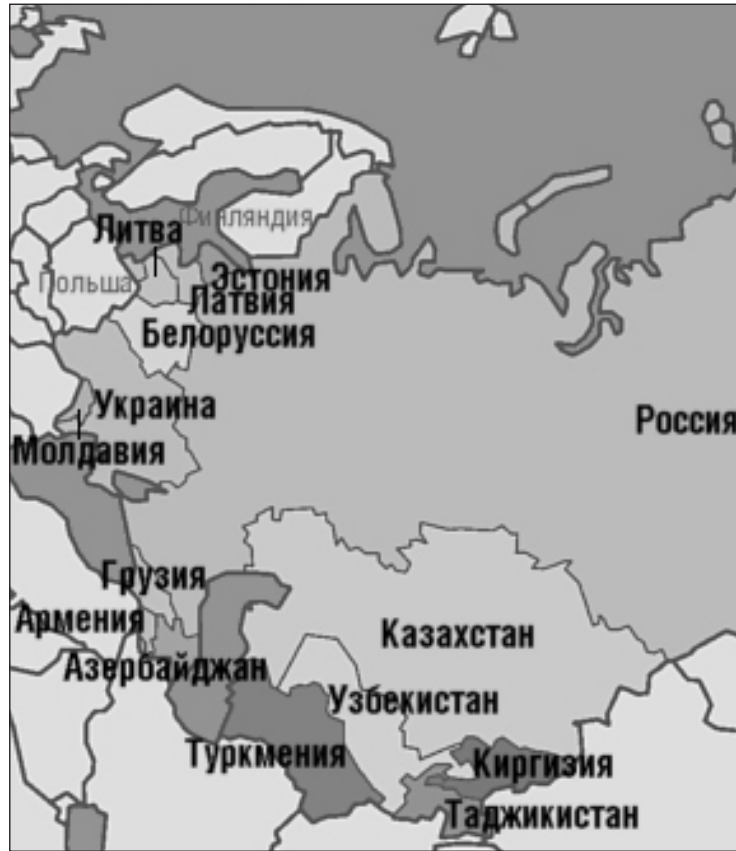 Финляндия
Литва
Эстония
Польша
Латвия
Белоруссия
Украина
Россия
Молдавия
Грузия
Армения
Казахстан
Азербайджан
Узбекистан
Туркмения
Киргизия
Таджикистан